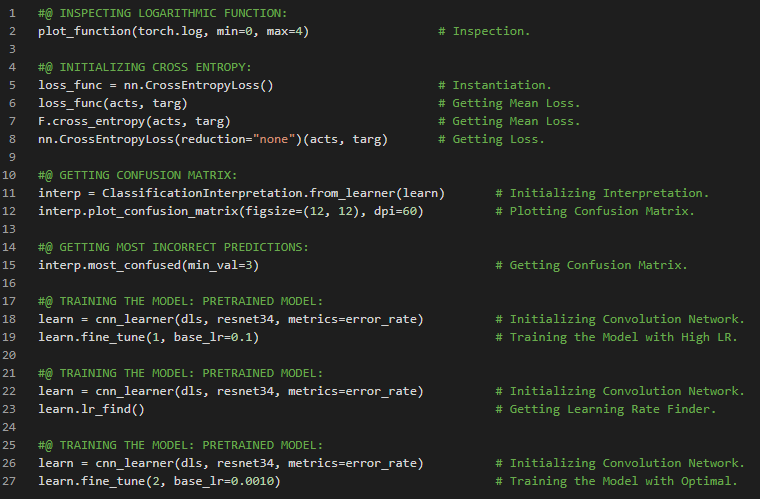 1 #@ INSPECTING LOGARITHMIC FUNCTION:
2 plot_function(torch.log, min=0, max=4) # Inspection.
3
4 #@ INITIALIZING CROSS ENTROPY:
5 loss_func = nn.CrossEntropyLoss() # Instantiation.
6 loss_func(acts, targ) # Getting Mean Loss.
7 F.cross_entropy(acts, targ) # Getting Mean Loss.
8 nn.CrossEntropyLoss(reduction="none")(acts, targ) # Getting Loss.
9
10 #@ GETTING CONFUSION MATRIX:
11 interp = ClassificationInterpretation.from_learner(learn) # Initializing Interpretation.
12 interp.plot_confusion_matrix(figsize=(12, 12), dpi=60) # Plotting Confusion Matrix.
13
14 #@ GETTING MOST INCORRECT PREDICTIONS:
15 interp.most_confused(min_val=3) # Getting Confusion Matrix.
16
17 #@ TRAINING THE MODEL: PRETRAINED MODEL:
18 learn = cnn_learner(dls, resnet34, metrics=error_rate) # Initializing Convolution Network.
19 learn.fine_tune(1, base_lr=0.1) # Training the Model with High LR.
20
21 #@ TRAINING THE MODEL: PRETRAINED MODEL:
22 learn = cnn_learner(dls, resnet34, metrics=error_rate) # Initializing Convolution Network.
23 learn.lr_find() # Getting Learning Rate Finder.
24
25 #@ TRAINING THE MODEL: PRETRAINED MODEL:
26 learn = cnn_learner(dls, resnet34, metrics=error_rate) # Initializing Convolution Network.
27 learn.fine_tune(2, base_lr=0.0010) # Training the Model with Optimal.